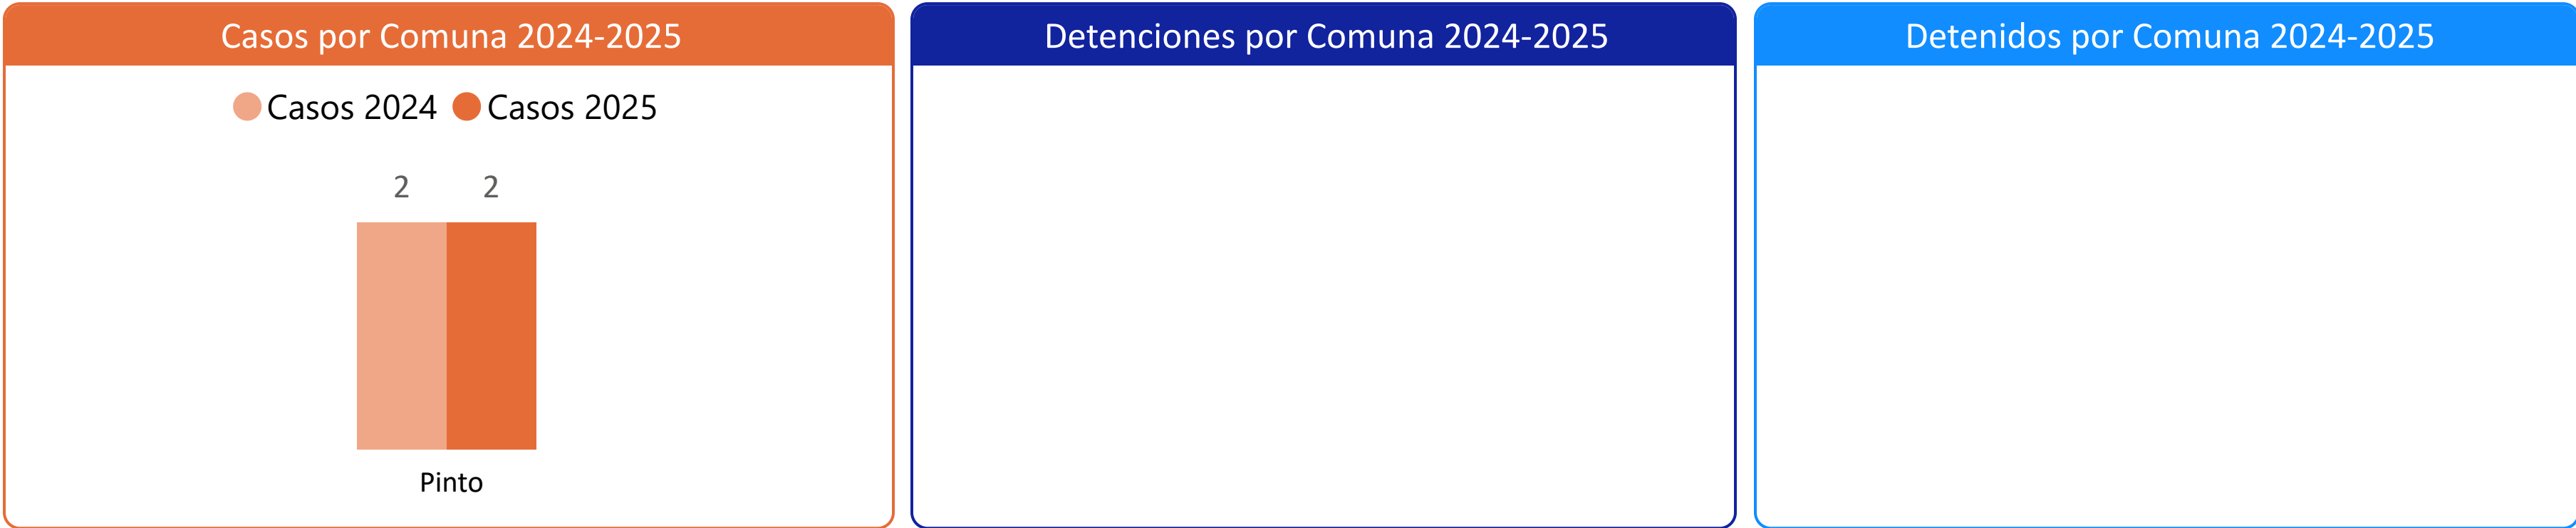 Casos por Comuna 2024-2025
Casos 2024 Casos 2025
2 2
Pinto
Detenciones por Comuna 2024-2025
Detenidos por Comuna 2024-2025